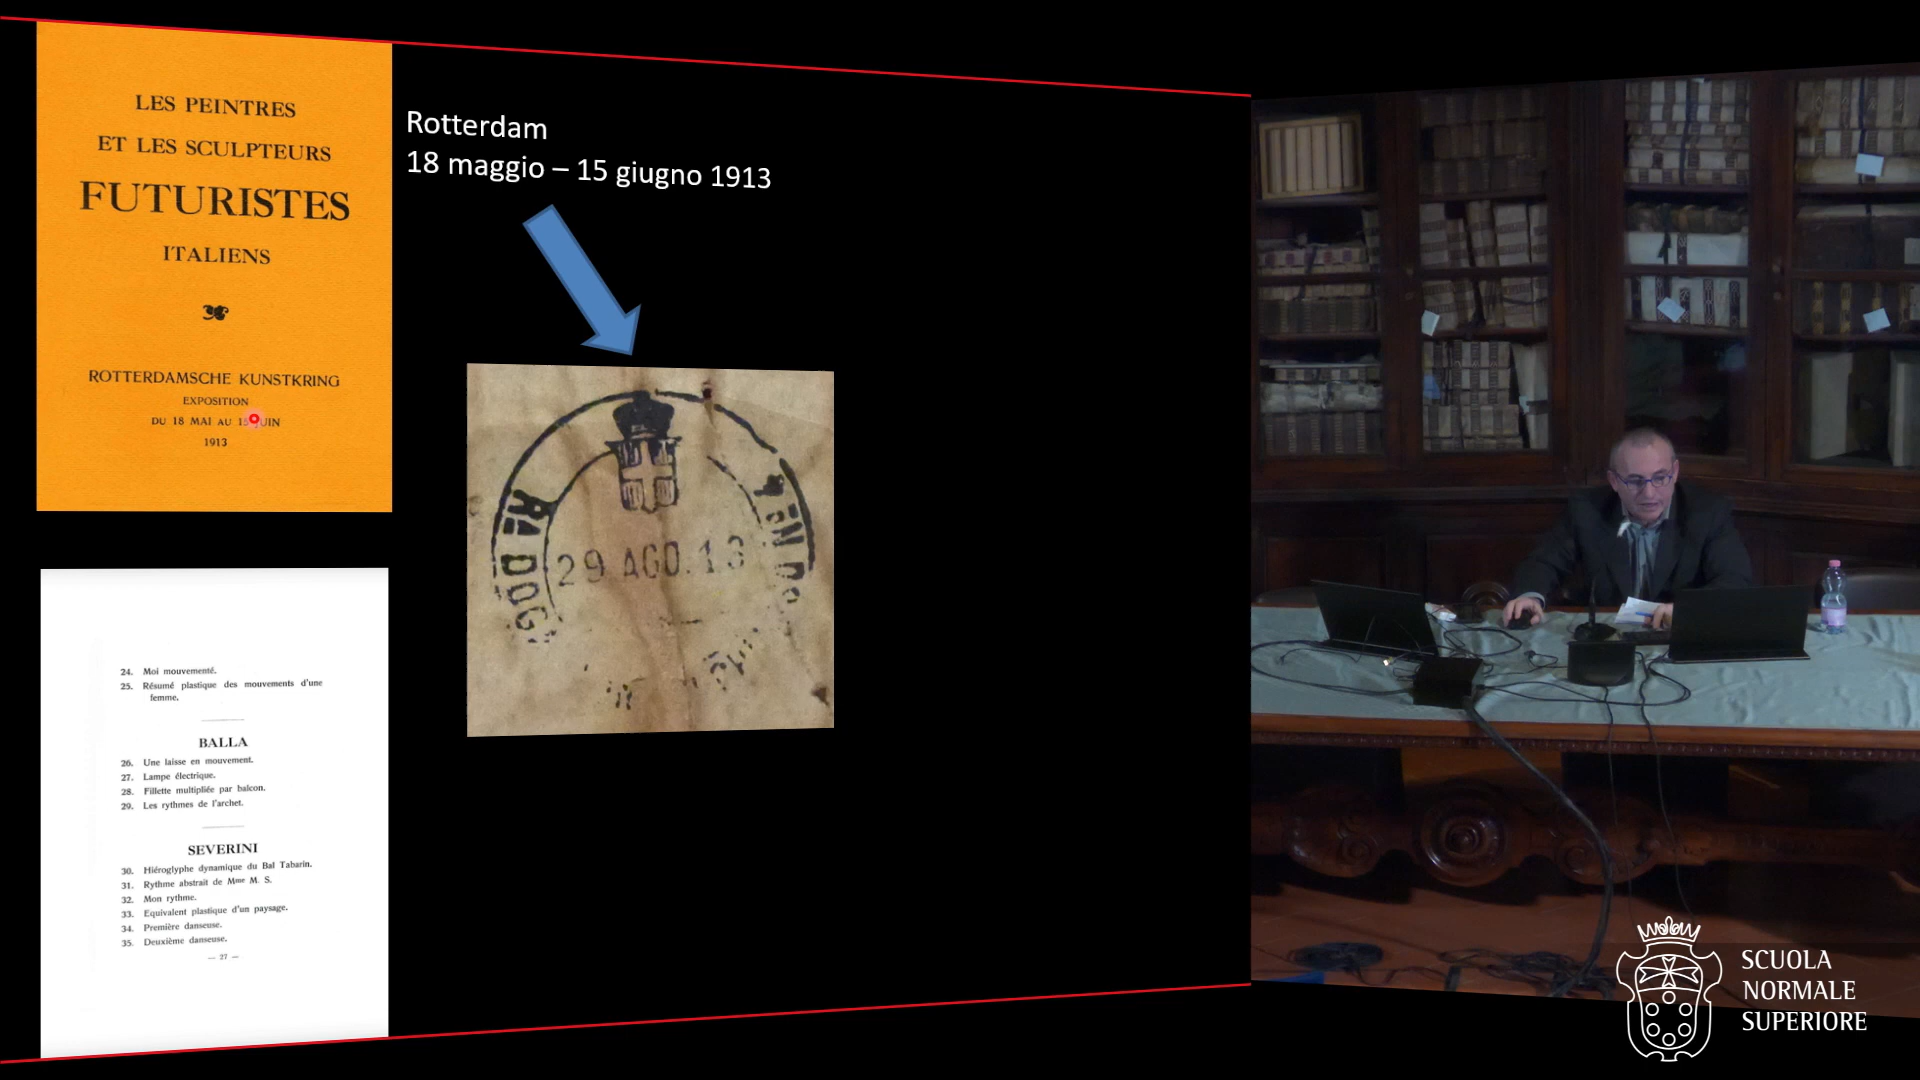 LES PEINTRES
ET LES SCULPTEURS
FUTURISTES
ITALIENS
ROTTERDAMSCHE KUNSTKRING
EXPOSITION
DU 18 MAI AU 15 JUIN
1913
Rotterdam
18 maggio – 15 giugno 1913
29 AGO. 13
24. Moi mouvementé.
25. Résumé plastique des mouvements d'une
femme.
BALLA
26. Une laisse en mouvement.
27. Lampe électrique.
28. Fillette multipliée par balcon.
29. Les rythmes de l'archet.
SEVERINI
30. Hiéroglyphe dynamique du Bal Tabarin.
31. Rythme abstrait de Mme M. S.
32. Mon rythme.
33. Equivalent plastique d'un paysage.
34. Première danseuse.
35. Deuxième danseuse.
— 27 —
SCUOLA
NORMALE
SUPERIORE